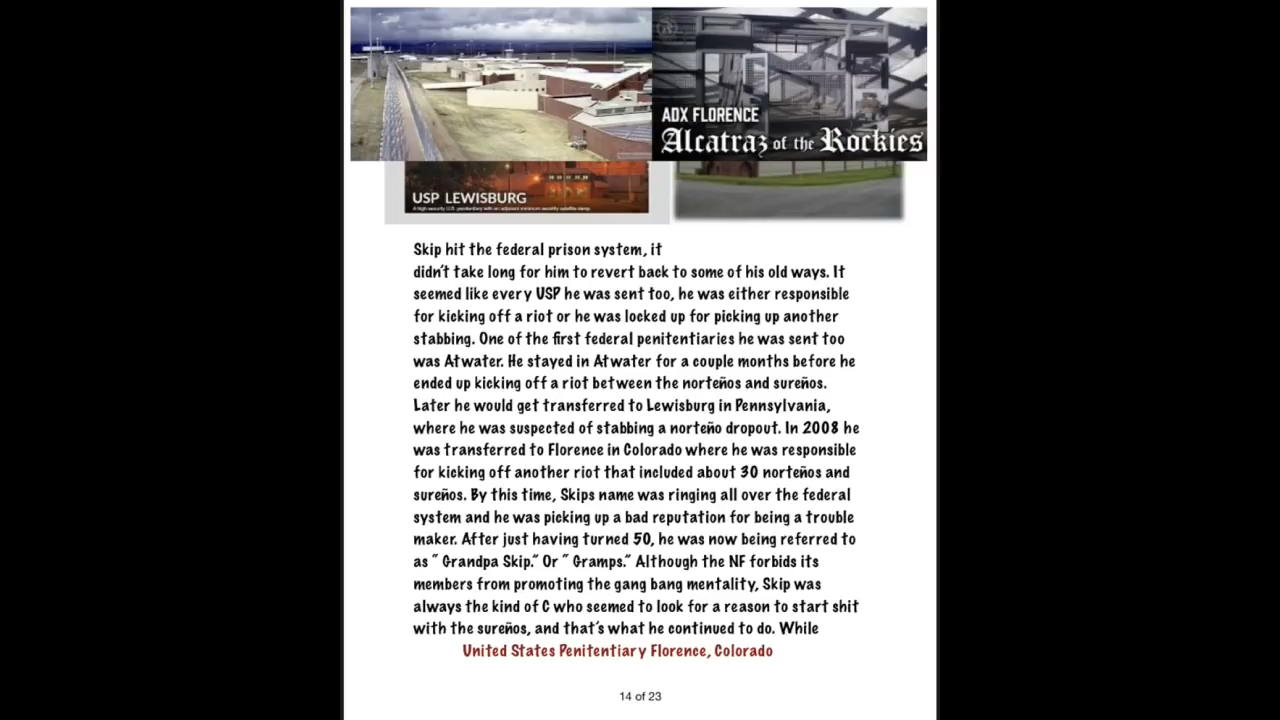 ADX FLORENCE
Alcatraz of the Rockies
USP LEWISBURG
A high security U.S. penitentiary with an adjacent minimum security satellite camp.
Skip hit the federal prison system, it
didn't take long for him to revert back to some of his old ways. It
seemed like every USP he was sent too, he was either responsible
for kicking off a riot or he was locked up for picking up another
stabbing. One of the first federal penitentiaries he was sent too
was Atwater. He stayed in Atwater for a couple months before he
ended up kicking off a riot between the norteños and sureños.
Later he would get transferred to Lewisburg in Pennsylvania,
where he was suspected of stabbing a norteño dropout. In 2008 he
was transferred to Florence in Colorado where he was responsible
for kicking off another riot that included about 30 norteños and
sureños. By this time, Skips name was ringing all over the federal
system and he was picking up a bad reputation for being a trouble
maker. After just having turned 50, he was now being referred to
as " Grandpa Skip." Or " Gramps." Although the NF forbids its
members from promoting the gang bang mentality, Skip was
always the kind of C who seemed to look for a reason to start shit
with the sureños, and that's what he continued to do. While
United States Penitentiary Florence, Colorado
14 of 23